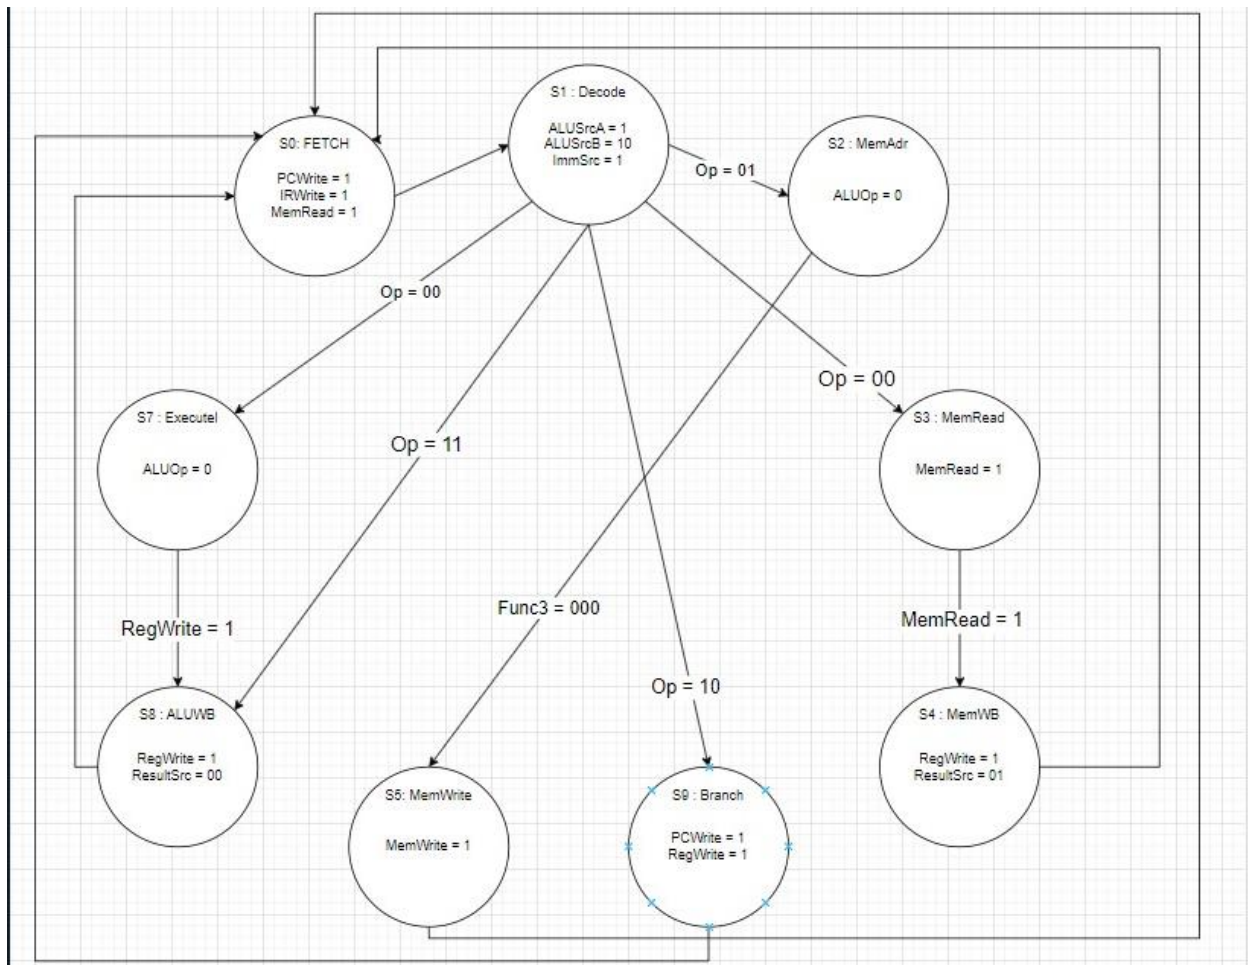 S1 : Decode
ALUSrcA = 1
ALUSrcB = 10
ImmSrc = 1
S0: FETCH
PCWrite = 1
IRWrite = 1
MemRead = 1
S2 : MemAdr
ALUOp = 0
Op = 01
Op = 00
Op = 00
S7 : ExecuteI
ALUOp = 0
Op = 11
S3 : MemRead
MemRead = 1
Func3 = 000
RegWrite = 1
MemRead = 1
Op = 10
S8 : ALUWB
RegWrite = 1
ResultSrc = 00
S5: MemWrite
MemWrite = 1
S9 : Branch
PCWrite = 1
RegWrite = 1
S4 : MemWB
RegWrite = 1
ResultSrc = 01